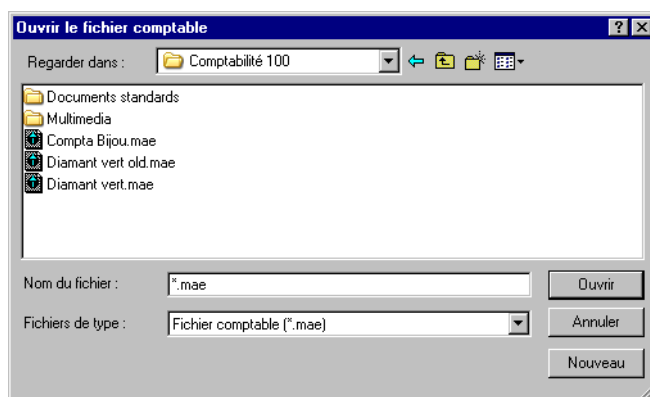 Ouvrir le fichier comptable
Regarder dans : Comptabilité 100
Documents standards
Multimedia
Compta Bijou.mae
Diamant vert old.mae
Diamant vert.mae
Nom du fichier : *.mae Ouvrir
Fichiers de type : Fichier comptable (*.mae) Annuler
Nouveau